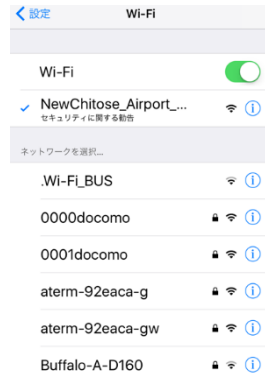 設定
Wi-Fi
Wi-Fi
NewChitose_Airport_...
セキュリティに関する勧告
ネットワークを選択...
.Wi-Fi_BUS
0000docomo
0001docomo
aterm-92eaca-g
aterm-92eaca-gw
Buffalo-A-D160